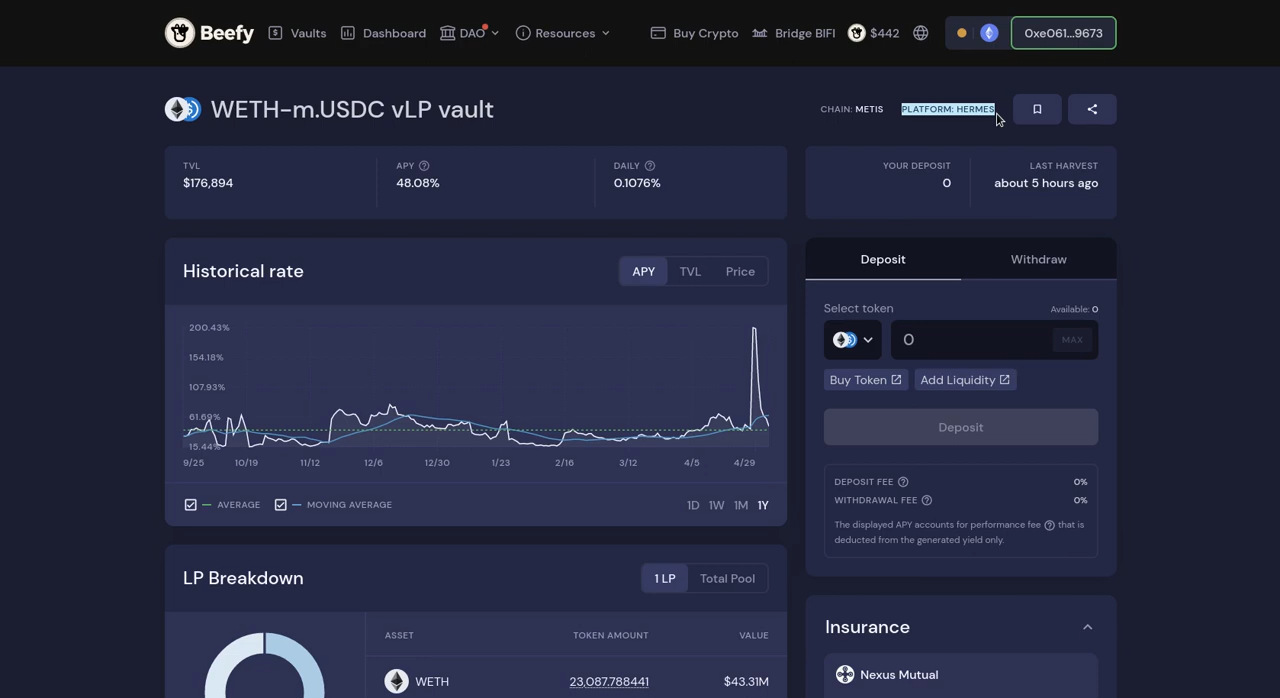 Beefy Vaults Dashboard DAO Resources Buy Crypto Bridge BIFI $442 0xe061...9673
WETH-m.USDC vLP vault
CHAIN: METIS PLATFORM: HERMES
TVL APY DAILY
$176,894 48.08% 0.1076%
YOUR DEPOSIT LAST HARVEST
0 about 5 hours ago
Historical rate
APY TVL Price
200.43%
154.18%
107.93%
61.69%
15.44%
9/25 10/19 11/12 12/6 12/30 1/23 2/16 3/12 4/5 4/29
AVERAGE MOVING AVERAGE 1D 1W 1M 1Y
Deposit Withdraw
Select token Available: 0
0 MAX
Buy Token Add Liquidity
Deposit
DEPOSIT FEE 0%
WITHDRAWAL FEE 0%
The displayed APY accounts for performance fee that is
deducted from the generated yield only.
LP Breakdown
1 LP Total Pool
ASSET TOKEN AMOUNT VALUE
WETH 23,087.788441 $43.31M
Insurance
Nexus Mutual